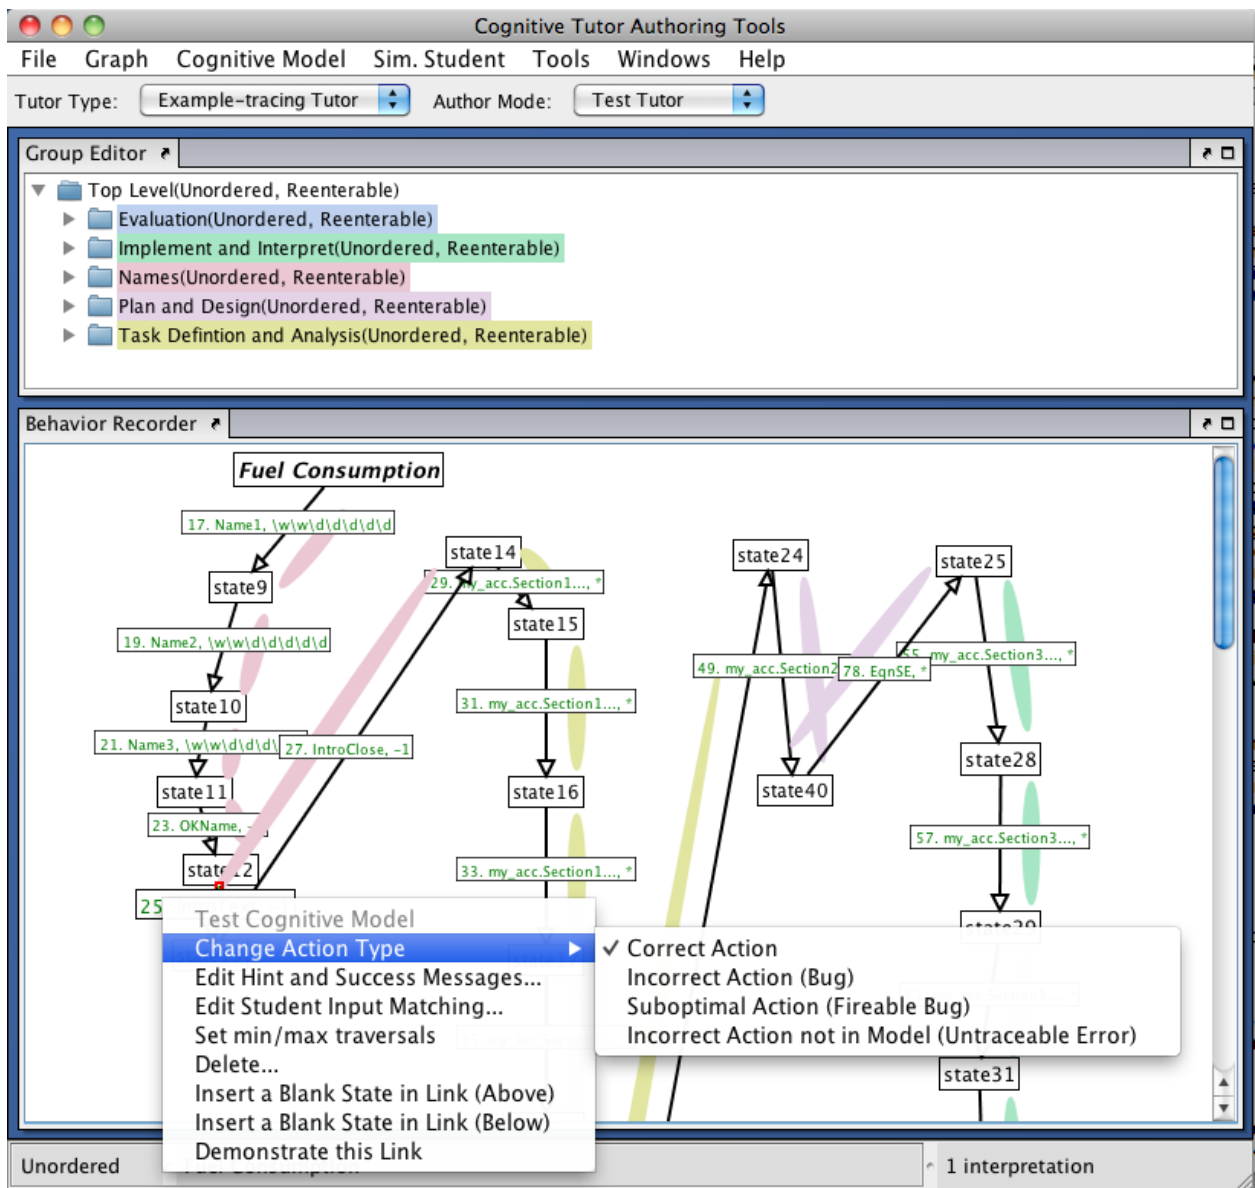 Cognitive Tutor Authoring Tools
File Graph Cognitive Model Sim. Student Tools Windows Help
Tutor Type: Example-tracing Tutor Author Mode: Test Tutor
Group Editor
Top Level(Unordered, Reenterable)
Evaluation(Unordered, Reenterable)
Implement and Interpret(Unordered, Reenterable)
Names(Unordered, Reenterable)
Plan and Design(Unordered, Reenterable)
Task Defintion and Analysis(Unordered, Reenterable)
Behavior Recorder
Fuel Consumption
17. Name1, \w\w\d\d\d\d\d
state9
19. Name2, \w\w\d\d\d\d\d
state10
21. Name3, \w\w\d\d\d\
27. IntroClose, -1
state11
23. OKName, -
state12
25
state14
29. my_acc.Section1..., *
state15
31. my_acc.Section1..., *
state16
33. my_acc.Section1..., *
state24
49. my_acc.Section2
78. EqnSE, *
state40
state25
55. my_acc.Section3..., *
state28
57. my_acc.Section3..., *
state29
state31
Test Cognitive Model
Change Action Type
Edit Hint and Success Messages...
Edit Student Input Matching...
Set min/max traversals
Delete...
Insert a Blank State in Link (Above)
Insert a Blank State in Link (Below)
Demonstrate this Link
✓ Correct Action
Incorrect Action (Bug)
Suboptimal Action (Fireable Bug)
Incorrect Action not in Model (Untraceable Error)
Unordered Fuel Consumption 1 interpretation